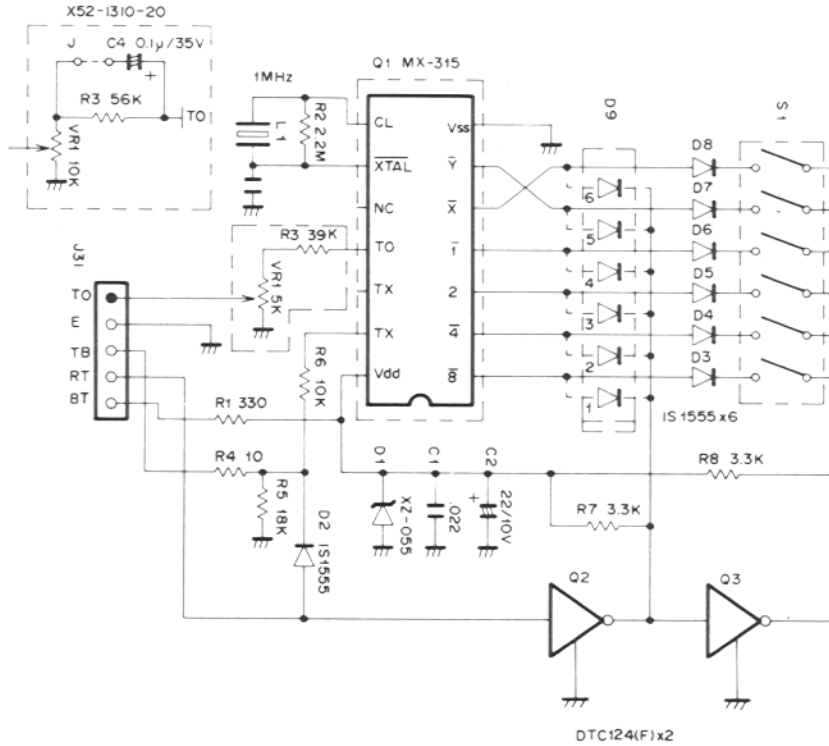 X52-1310-20
J
C4
0.1µ/35V
+
R3 56K
TO
VR1
10K
Q1 MX-315
1MHz
L1
R2
2.2M
CL
XTAL
NC
TO
TX
TX
Vdd
Vss
Y
X
1
2
4
8
D9
6
5
4
3
2
1
S1
D8
D7
D6
D5
D4
D3
IS1555x6
R3 39K
VR1 5K
J31
TO
E
TB
RT
BT
R6
10K
R1 330
R4 10
R5
18K
D2
IS1555
D1
XZ-055
C1
.022
C2
+
22/10V
R8 3.3K
R7 3.3K
Q2
Q3
DTC124(F)x2